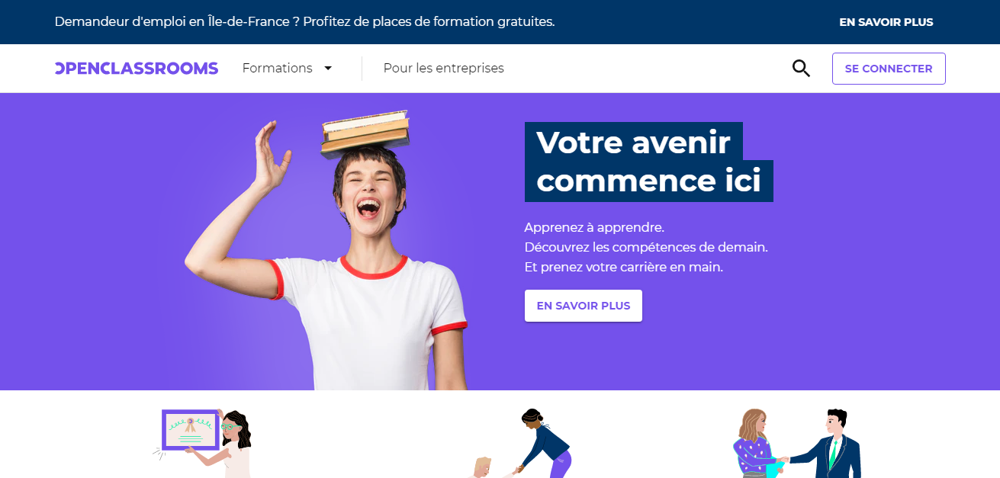 Demandeur d'emploi en Île-de-France ? Profitez de places de formation gratuites.
EN SAVOIR PLUS
OPENCLASSROOMS
Formations
Pour les entreprises
SE CONNECTER
Votre avenir
commence ici
Apprenez à apprendre.
Découvrez les compétences de demain.
Et prenez votre carrière en main.
EN SAVOIR PLUS